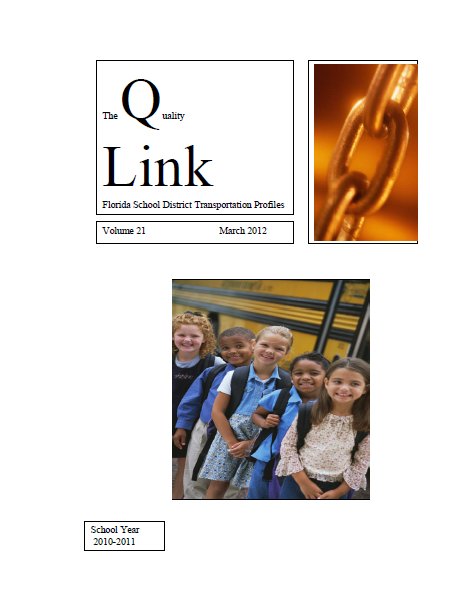 The Quality
Link
Florida School District Transportation Profiles
Volume 21 March 2012
School Year
2010-2011